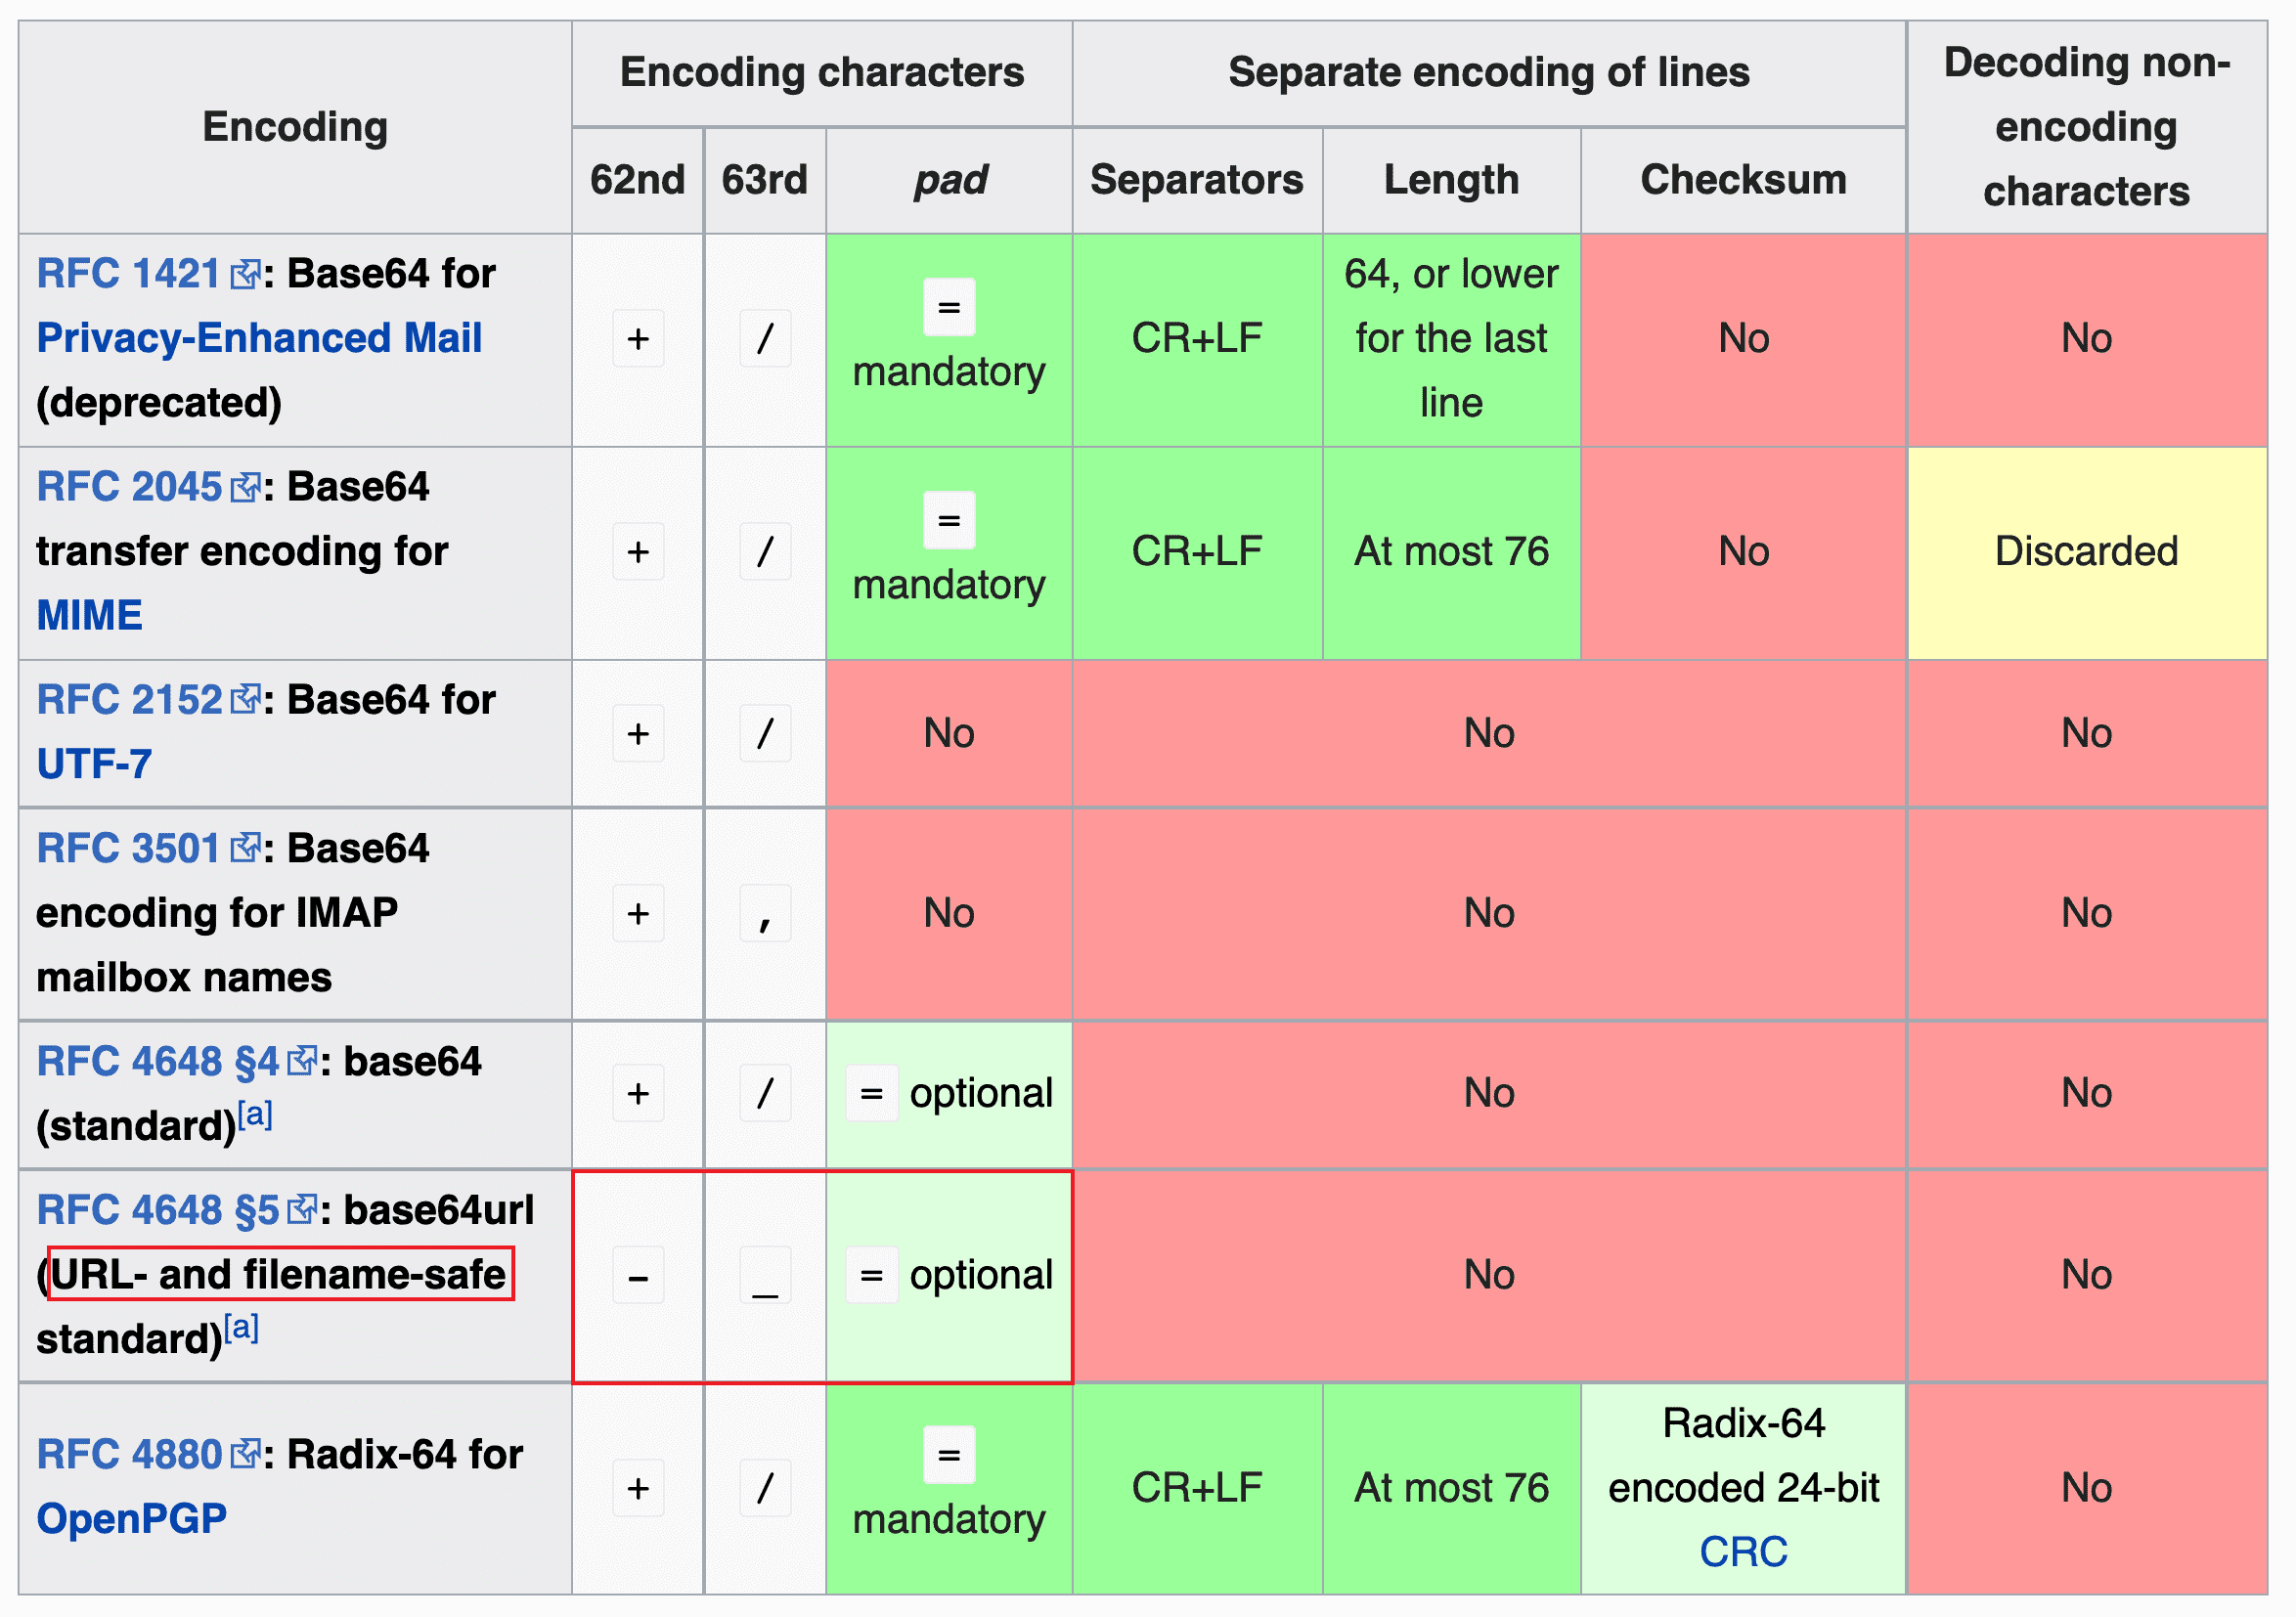 Encoding
Encoding characters
Separate encoding of lines
Decoding non-
encoding
characters
62nd
63rd
pad
Separators
Length
Checksum
RFC 1421: Base64 for
Privacy-Enhanced Mail
(deprecated)
+
/
=
mandatory
CR+LF
64, or lower
for the last
line
No
No
RFC 2045: Base64
transfer encoding for
MIME
+
/
=
mandatory
CR+LF
At most 76
No
Discarded
RFC 2152: Base64 for
UTF-7
+
/
No
No
No
RFC 3501: Base64
encoding for IMAP
mailbox names
+
,
No
No
No
RFC 4648 §4: base64
(standard)[a]
+
/
= optional
No
No
RFC 4648 §5: base64url
(URL- and filename-safe
standard)[a]
-
_
= optional
No
No
RFC 4880: Radix-64 for
OpenPGP
+
/
=
mandatory
CR+LF
At most 76
Radix-64
encoded 24-bit
CRC
No